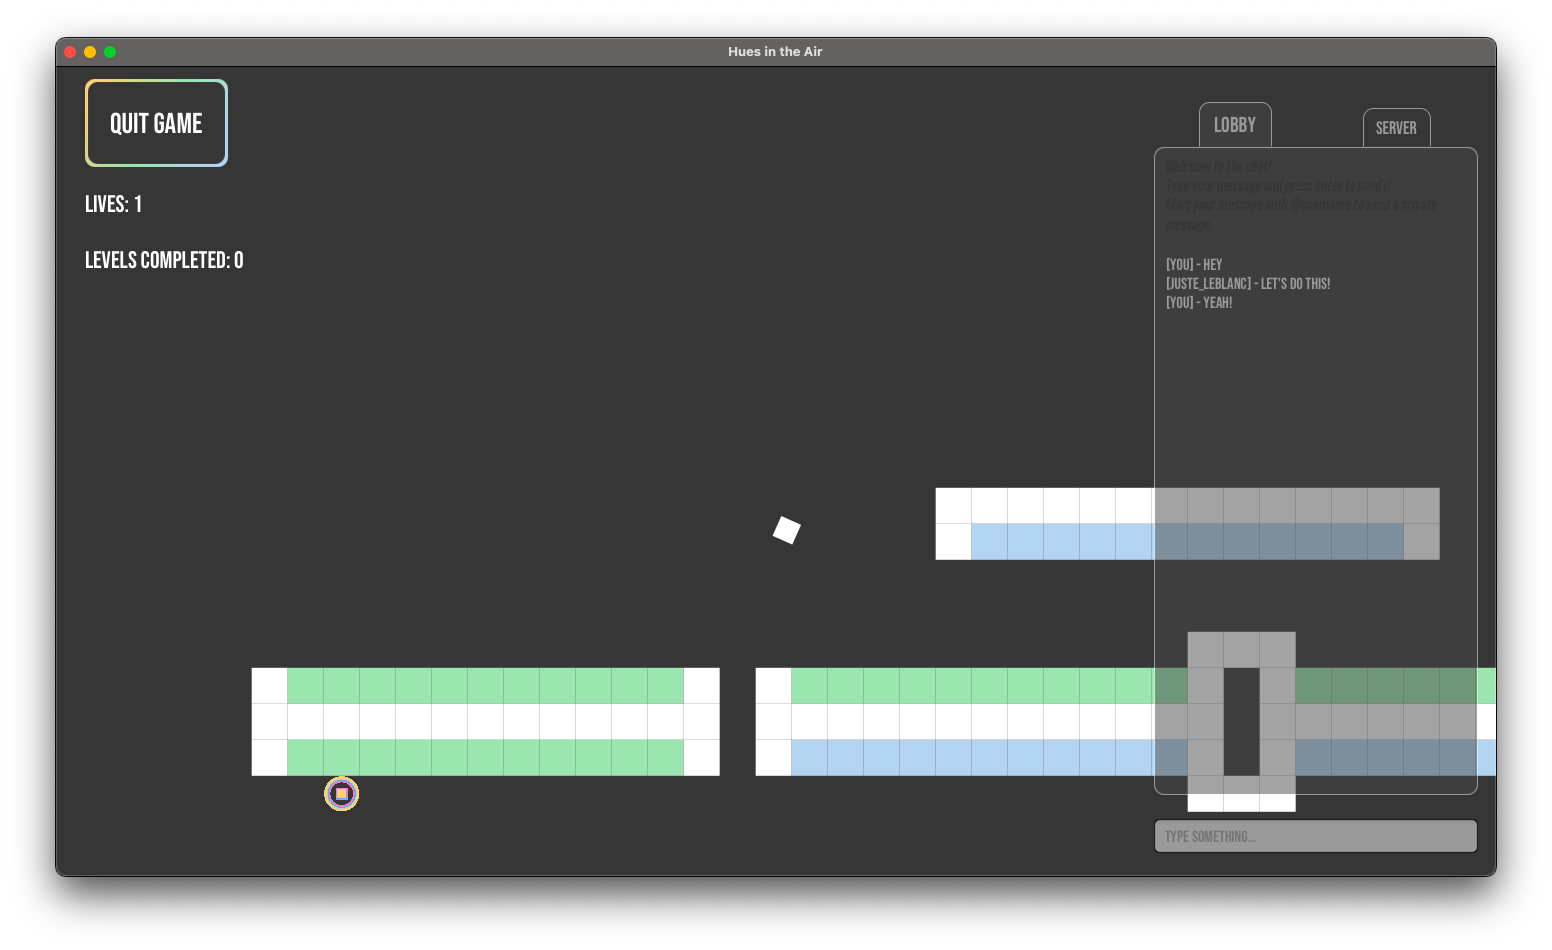 Hues in the Air
QUIT GAME
LIVES: 1
LEVELS COMPLETED: 0
LOBBY
SERVER
Welcome to the chat!
Type your message and press enter to send it.
Start your message with @username to send a private
message.
[YOU] - HEY
[JUSTE_LEBLANC] - LET'S DO THIS!
[YOU] - YEAH!
TYPE SOMETHING...